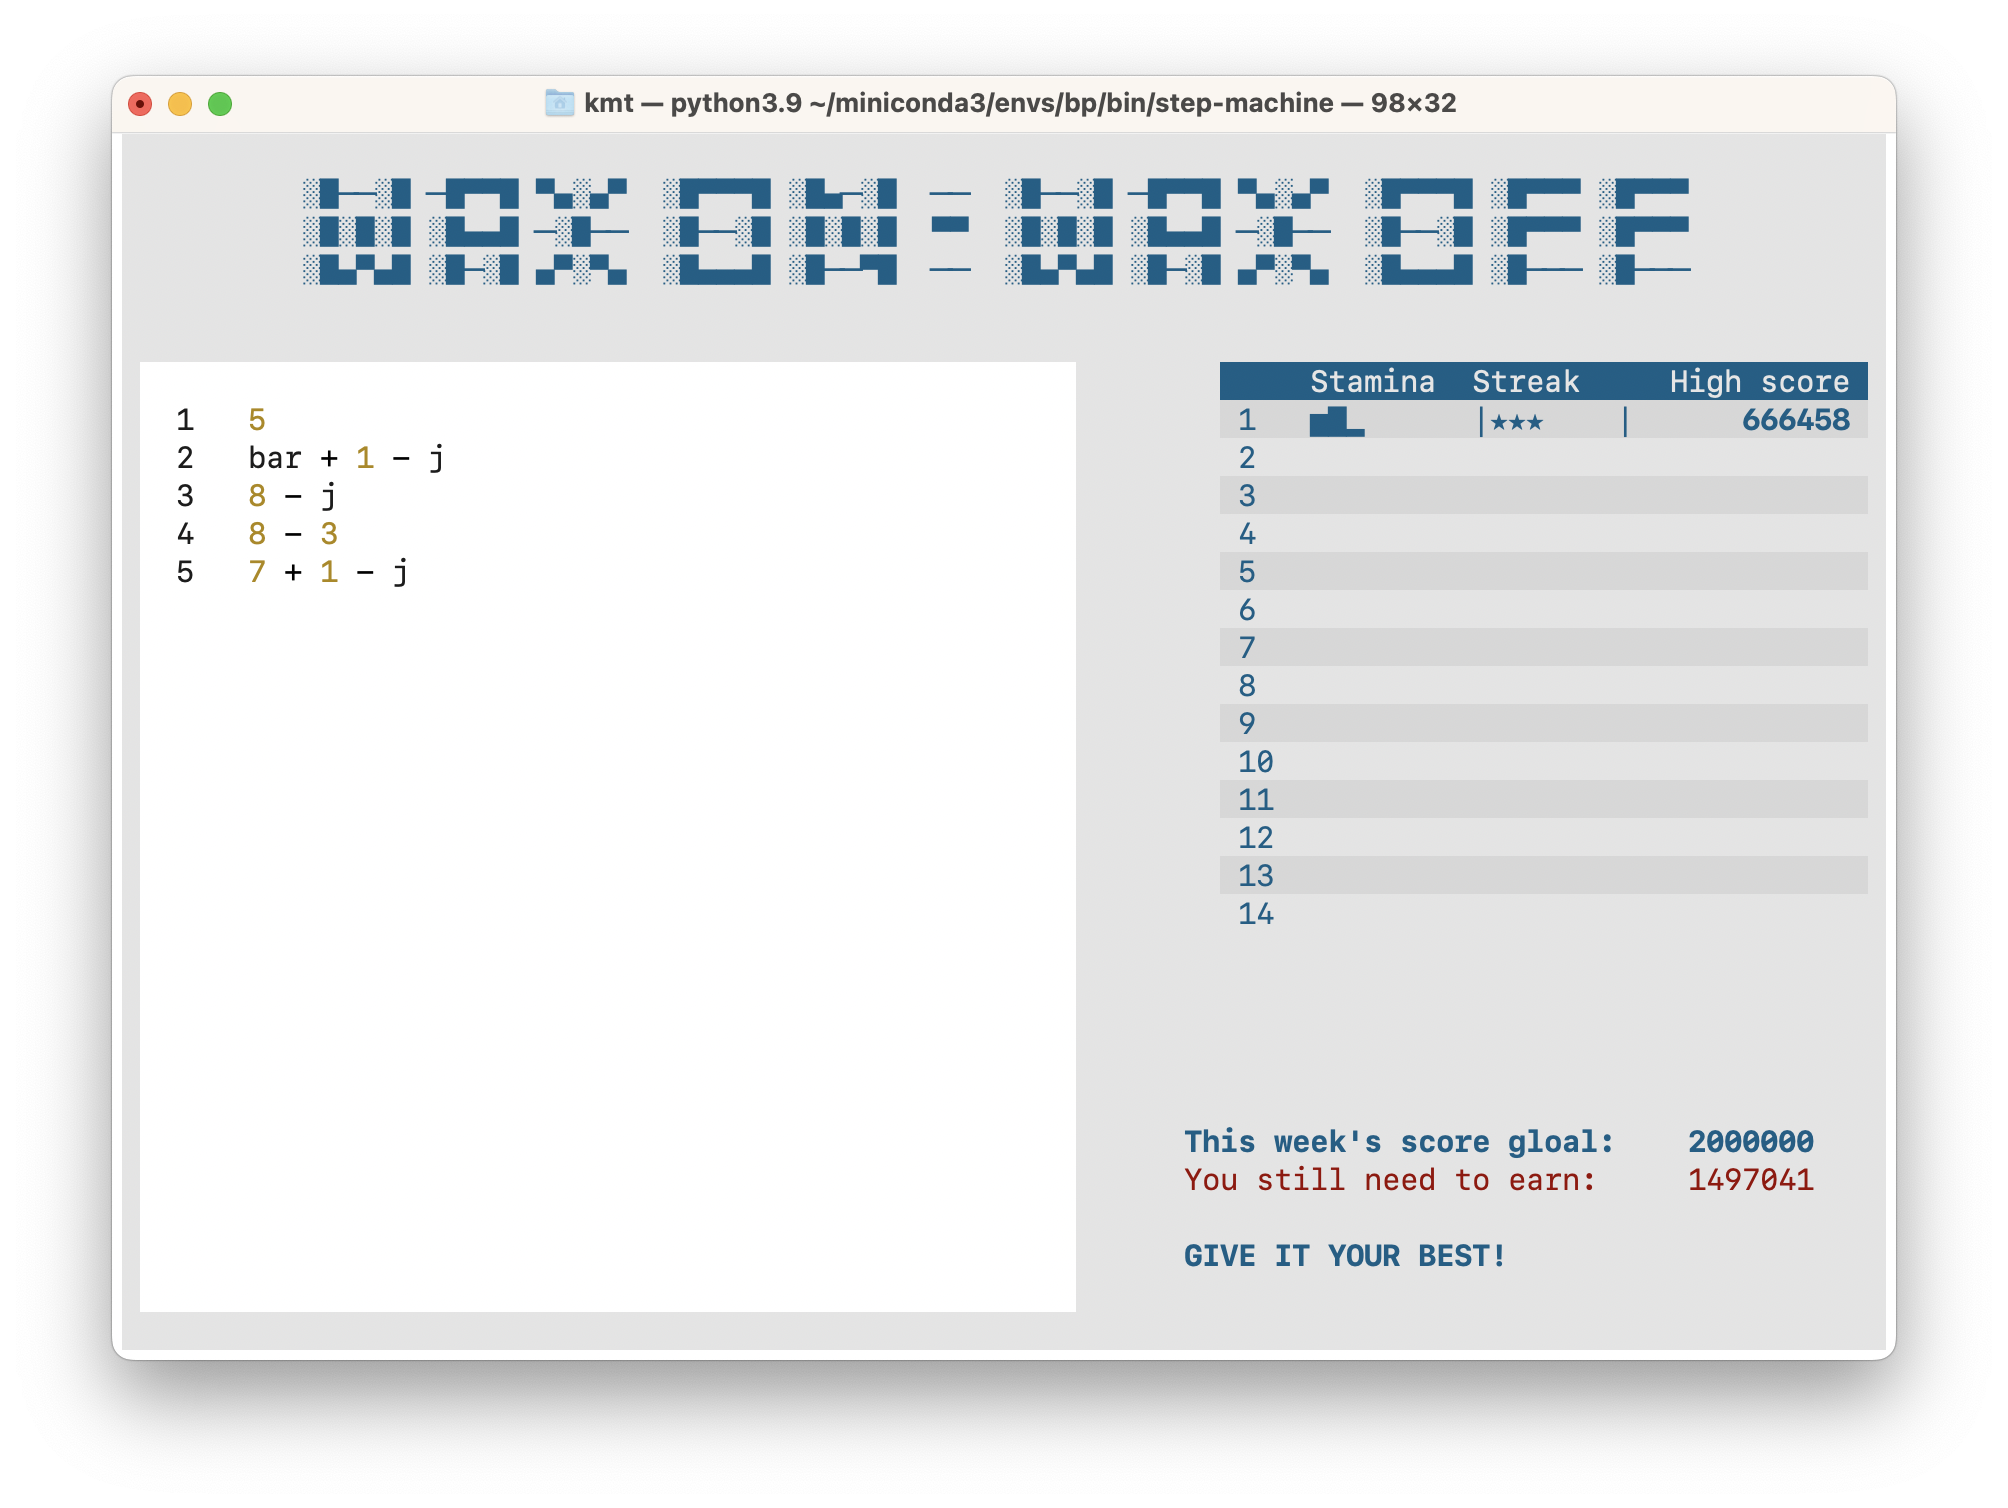 kmt — python3.9 ~/miniconda3/envs/bp/bin/step-machine — 98×32
WAX ON = WAX OFF
1 5
2 bar + 1 - j
3 8 - j
4 8 - 3
5 7 + 1 - j
Stamina Streak High score
1 ▆█▂ |★★★ | 666458
2
3
4
5
6
7
8
9
10
11
12
13
14
This week's score gloal: 2000000
You still need to earn: 1497041
GIVE IT YOUR BEST!